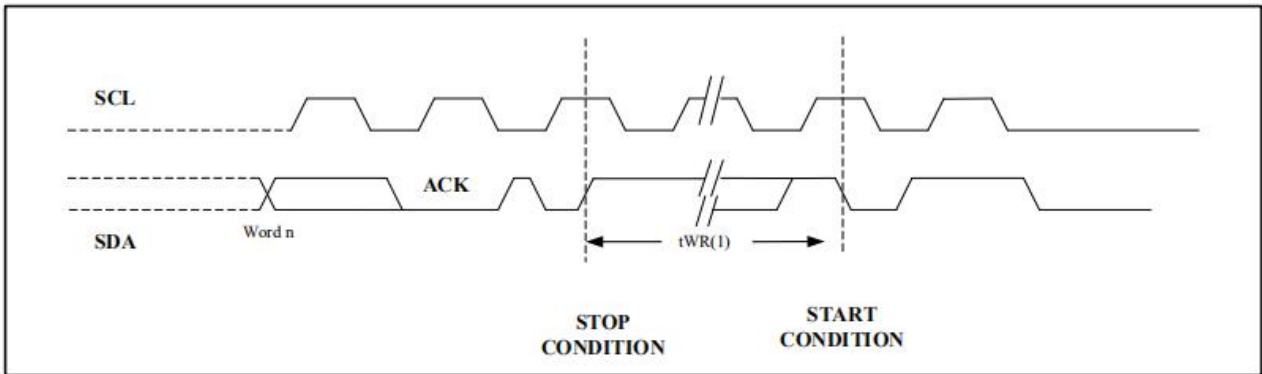 SCL
ACK
Word n
SDA
tWR(1)
STOP
CONDITION
START
CONDITION